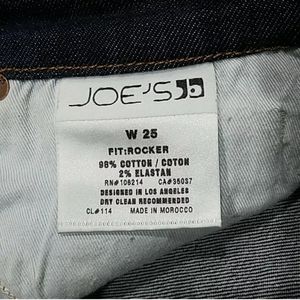 JOE'S
W 25
FIT:ROCKER
98% COTTON / COTON
2% ELASTAN
RN#106214 CA#35037
DESIGNED IN LOS ANGELES
DRY CLEAN RECOMMENDED
CL#114 MADE IN MOROCCO